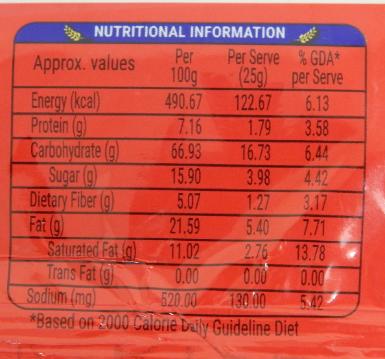 NUTRITIONAL INFORMATION
Approx. values Per 100g Per Serve (25g) % GDA* per Serve
Energy (kcal) 490.67 122.67 6.13
Protein (g) 7.16 1.79 3.58
Carbohydrate (g) 66.93 16.73 6.44
Sugar (g) 15.90 3.98 4.42
Dietary Fiber (g) 5.07 1.27 3.17
Fat (g) 21.59 5.40 7.71
Saturated Fat (g) 11.02 2.76 13.78
Trans Fat (g) 0.00 0.00 0.00
Sodium (mg) 520.00 130.00 5.42
*Based on 2000 Calorie Daily Guideline Diet